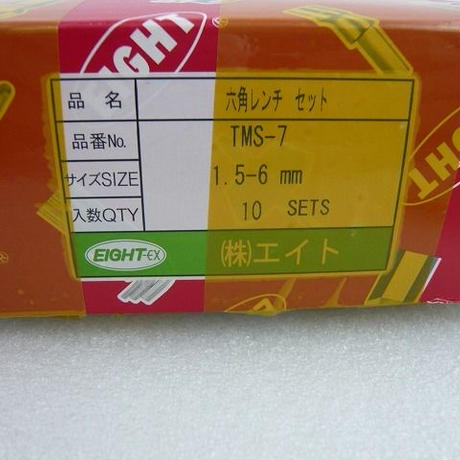 EIGHT
品 名 六角レンチ セット
品番No. TMS-7
サイズSIZE 1.5-6 mm
入数QTY 10 SETS
EIGHT-EX (株)エイト
EIGHT
®